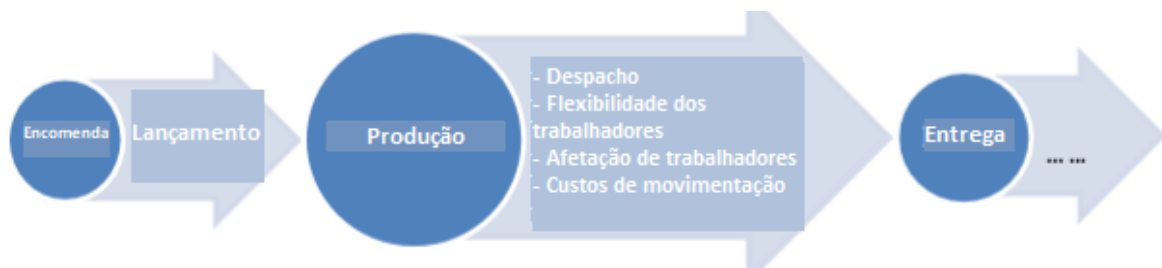 Encomenda
Lançamento
Produção
- Despacho
- Flexibilidade dos
trabalhadores
- Afetação de trabalhadores
- Custos de movimentação
Entrega
... ...